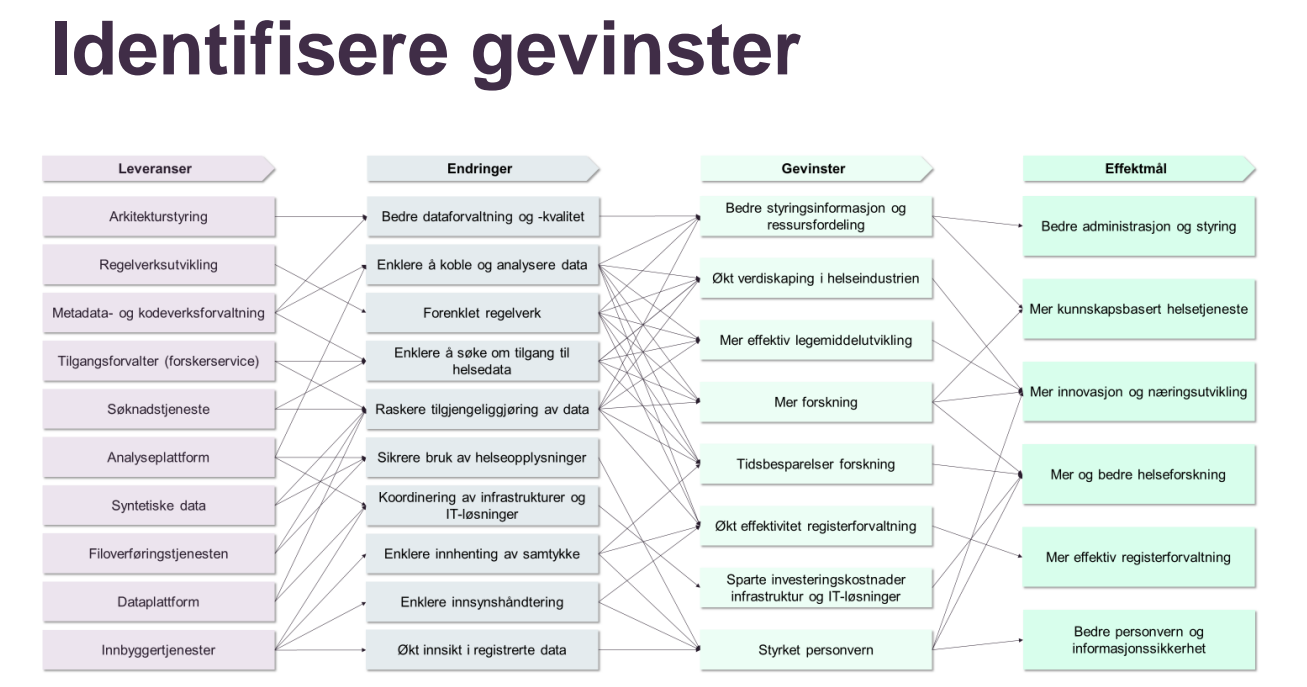 Identifisere gevinster
Leveranser
Endringer
Gevinster
Effektmål
Arkitekturstyring
Regelverksutvikling
Metadata- og kodeverksforvaltning
Tilgangsforvalter (forskerservice)
Søknadstjeneste
Analyseplattform
Syntetiske data
Filoverføringstjenesten
Dataplattform
Innbyggertjenester
Bedre dataforvaltning og -kvalitet
Enklere å koble og analysere data
Forenklet regelverk
Enklere å søke om tilgang til
helsedata
Raskere tilgjengeliggjøring av data
Sikrere bruk av helseopplysninger
Koordinering av infrastrukturer og
IT-løsninger
Enklere innhenting av samtykke
Enklere innsynshåndtering
Økt innsikt i registrerte data
Bedre styringsinformasjon og
ressursfordeling
Økt verdiskaping i helseindustrien
Mer effektiv legemiddelutvikling
Mer forskning
Tidsbesparelser forskning
Økt effektivitet registerforvaltning
Sparte investeringskostnader
infrastruktur og IT-løsninger
Styrket personvern
Bedre administrasjon og styring
Mer kunnskapsbasert helsetjeneste
Mer innovasjon og næringsutvikling
Mer og bedre helseforskning
Mer effektiv registerforvaltning
Bedre personvern og
informasjonssikkerhet